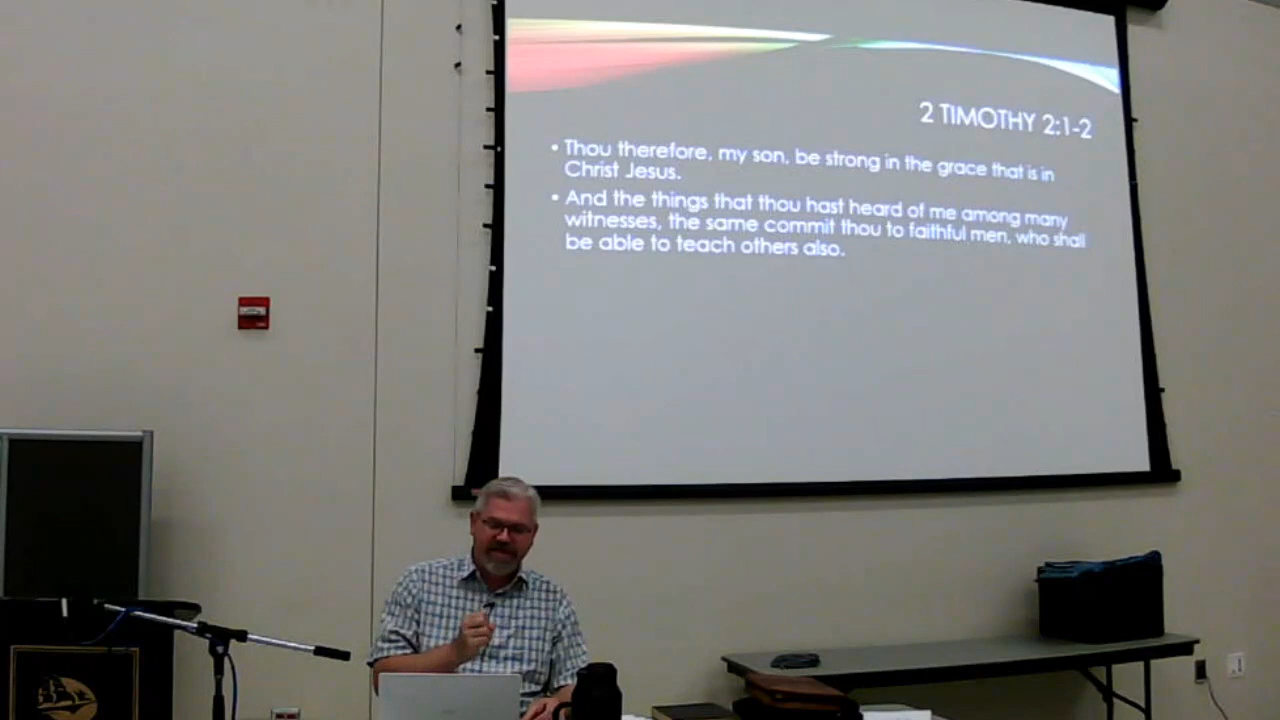 2 TIMOTHY 2:1-2
• Thou therefore, my son, be strong in the grace that is in
Christ Jesus.
• And the things that thou hast heard of me among many
witnesses, the same commit thou to faithful men, who shall
be able to teach others also.